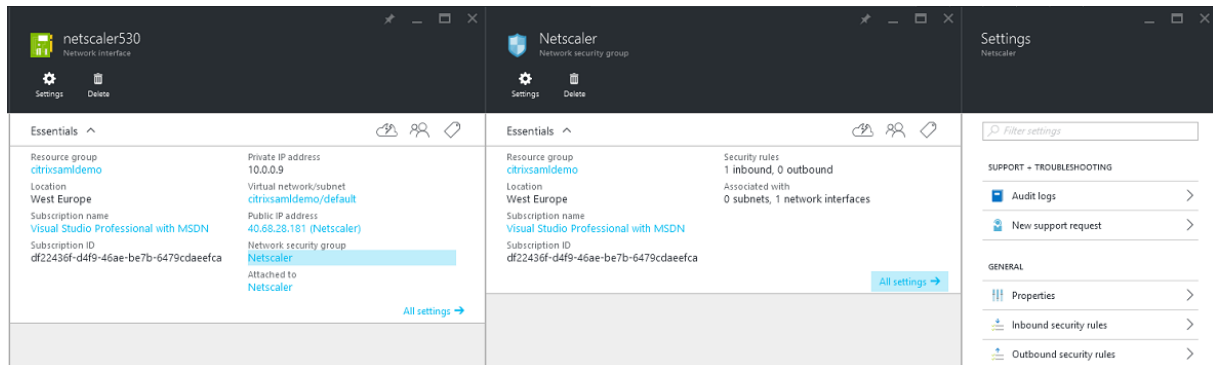 netscaler530
Network interface
Settings
Delete
Essentials
Resource group
citrixsamldemo
Location
West Europe
Subscription name
Visual Studio Professional with MSDN
Subscription ID
df22436f-d4f9-46ae-be7b-6479cdaeefca
Private IP address
10.0.0.9
Virtual network/subnet
citrixsamldemo/default
Public IP address
40.68.28.181 (Netscaler)
Network security group
Netscaler
Attached to
Netscaler
All settings →
Netscaler
Network security group
Settings
Delete
Essentials
Resource group
citrixsamldemo
Location
West Europe
Subscription name
Visual Studio Professional with MSDN
Subscription ID
df22436f-d4f9-46ae-be7b-6479cdaeefca
Security rules
1 inbound, 0 outbound
Associated with
0 subnets, 1 network interfaces
All settings →
Settings
Netscaler
Filter settings
SUPPORT + TROUBLESHOOTING
Audit logs
New support request
GENERAL
Properties
Inbound security rules
Outbound security rules